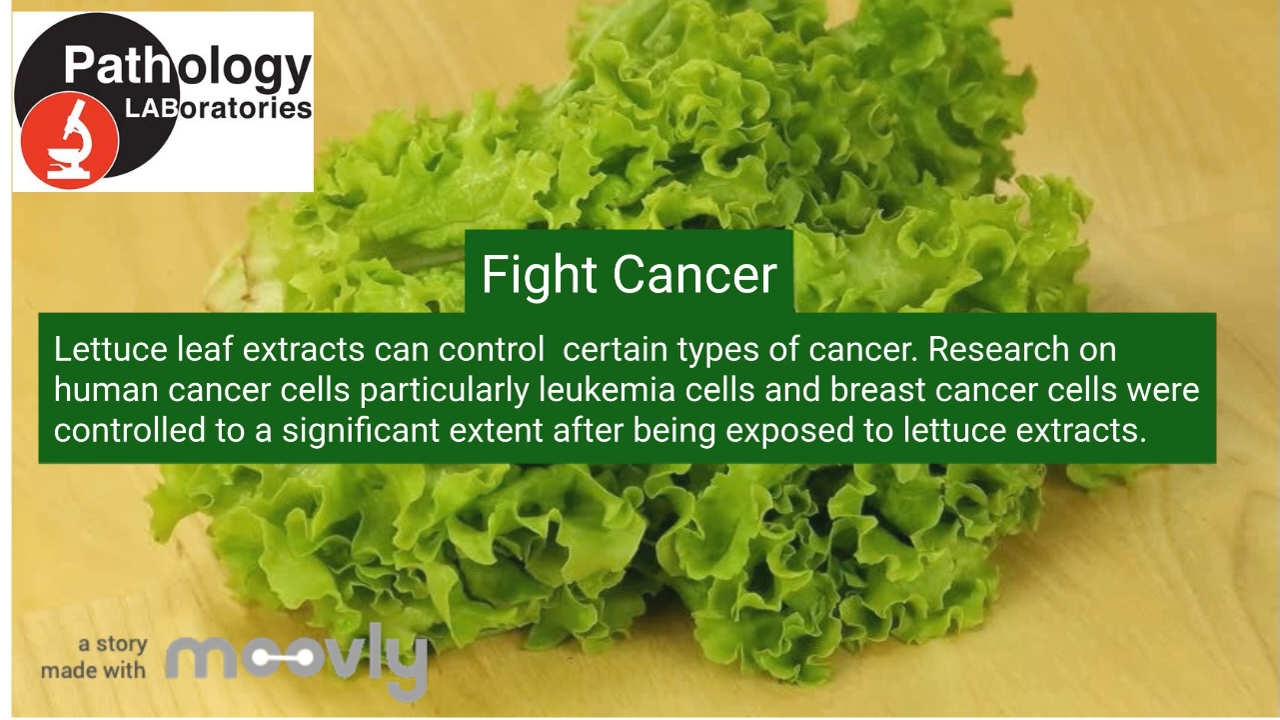 Pathology
LABoratories
Fight Cancer
Lettuce leaf extracts can control  certain types of cancer. Research on
human cancer cells particularly leukemia cells and breast cancer cells were
controlled to a significant extent after being exposed to lettuce extracts.
a story
made with
moovly